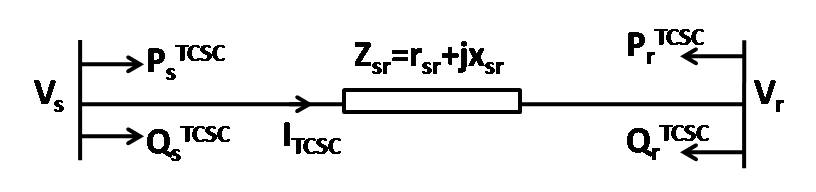 P_s^TCSC
Z_sr=r_sr+jx_sr
P_r^TCSC
V_s
V_r
Q_s^TCSC
I_TCSC
Q_r^TCSC